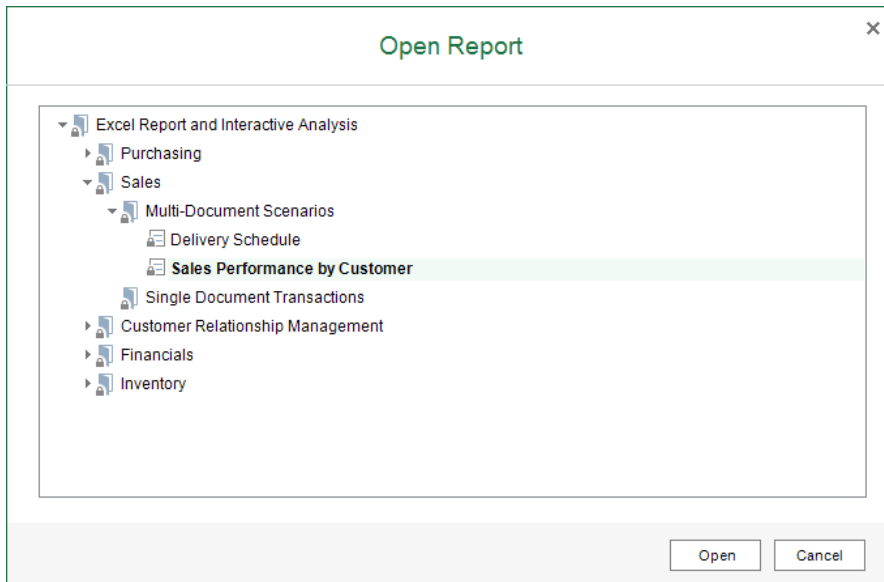 Open Report
Excel Report and Interactive Analysis
Purchasing
Sales
Multi-Document Scenarios
Delivery Schedule
Sales Performance by Customer
Single Document Transactions
Customer Relationship Management
Financials
Inventory
Open
Cancel